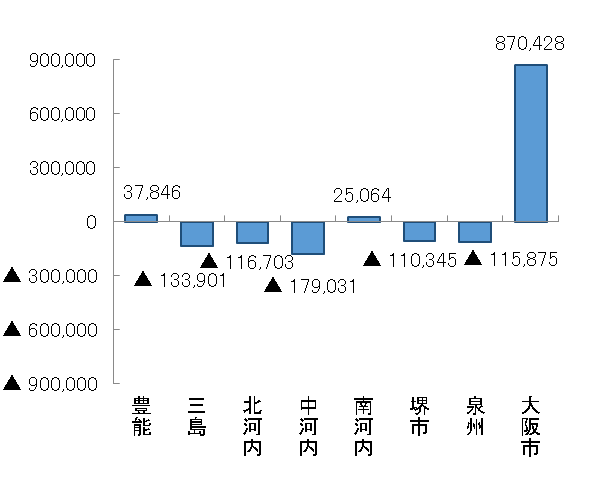 870,428
900,000
600,000
300,000
37,846
25,064
0
▲ 300,000
▲ 133,901
▲ 116,703
▲ 179,031
▲ 110,345
▲ 115,875
▲ 600,000
▲ 900,000
豊能
三島
北河内
中河内
南河内
堺市
泉州
大阪市